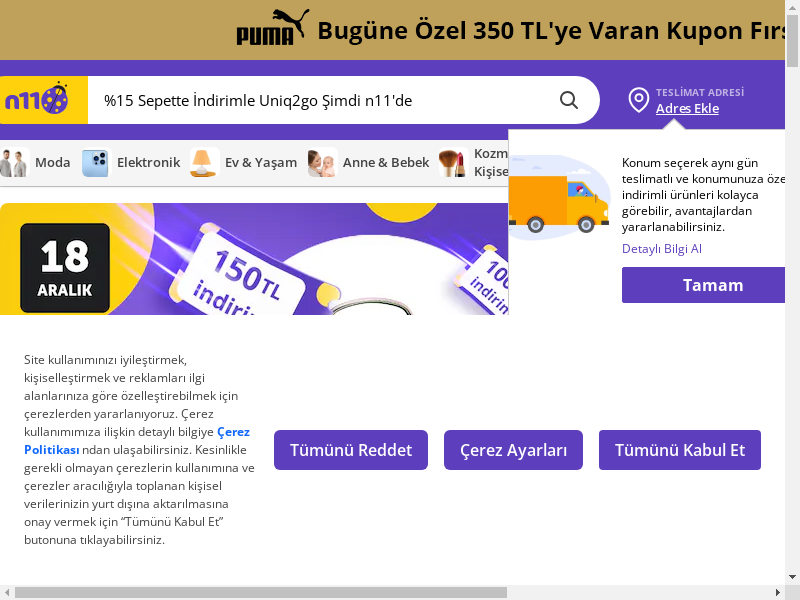 PUMA Bugüne Özel 350 TL'ye Varan Kupon Fırs
n11
%15 Sepette İndirimle Uniq2go Şimdi n11'de
TESLİMAT ADRESİ
Adres Ekle
Moda
Elektronik
Ev & Yaşam
Anne & Bebek
Kozm
Kişise
Konum seçerek aynı gün
teslimatlı ve konumunuza öze
indirimli ürünleri kolayca
görebilir, avantajlardan
yararlanabilirsiniz.
Detaylı Bilgi Al
Tamam
18
ARALIK
150TL
indirim
100
indirim
Site kullanımınızı iyileştirmek,
kişiselleştirmek ve reklamları ilgi
alanlarınıza göre özelleştirebilmek için
çerezlerden yararlanıyoruz. Çerez
kullanımımıza ilişkin detaylı bilgiye Çerez
Politikası ndan ulaşabilirsiniz. Kesinlikle
gerekli olmayan çerezlerin kullanımına ve
çerezler aracılığıyla toplanan kişisel
verilerinizin yurt dışına aktarılmasına
onay vermek için “Tümünü Kabul Et”
butonuna tıklayabilirsiniz.
Tümünü Reddet
Çerez Ayarları
Tümünü Kabul Et